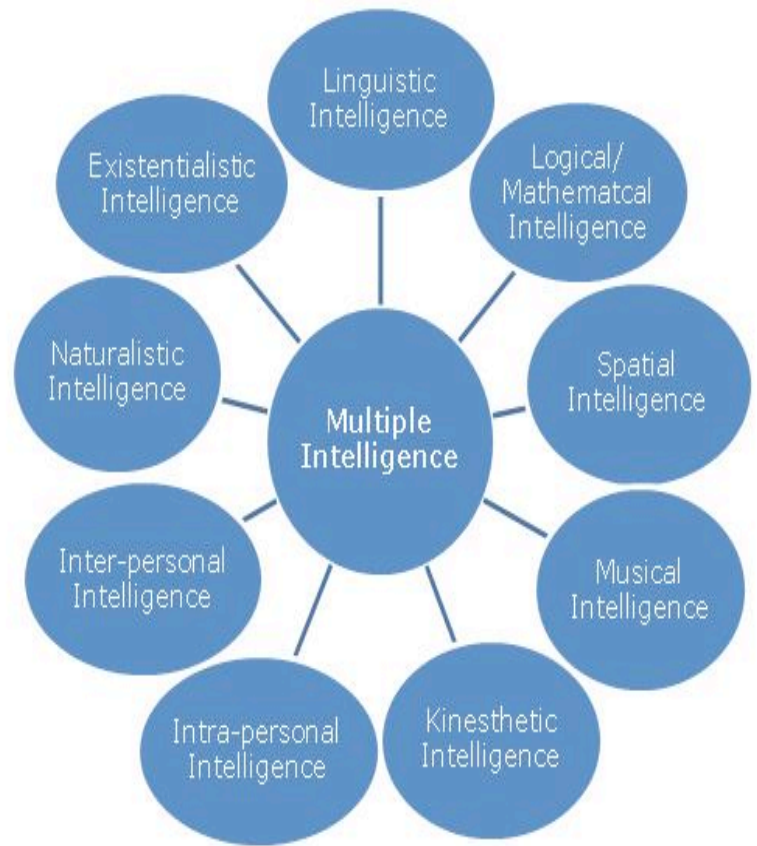 Linguistic
Intelligence
Logical/
Mathematcal
Intelligence
Spatial
Intelligence
Musical
Intelligence
Kinesthetic
Intelligence
Intra-personal
Intelligence
Inter-personal
Intelligence
Naturalistic
Intelligence
Existentialistic
Intelligence
Multiple
Intelligence